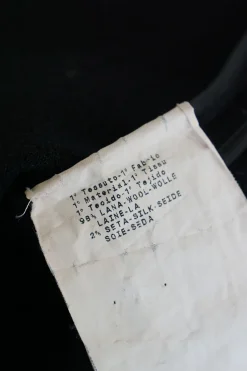 1' Tessuto-1' Fabric
1' Material-1' Tissu
1' Tecido-1' Tejido
98% LANA-WOOL-WOLLE
LAINE-LA
2% SETA-SILK-SEIDE
SOIE-SEDA